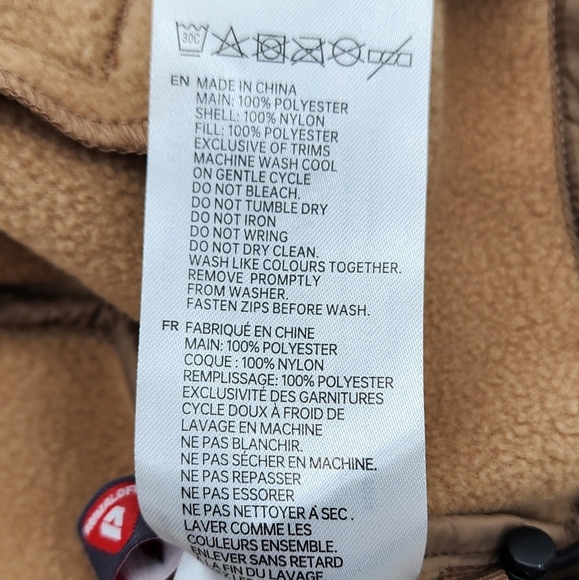 30C
EN MADE IN CHINA
MAIN: 100% POLYESTER
SHELL: 100% NYLON
FILL: 100% POLYESTER
EXCLUSIVE OF TRIMS
MACHINE WASH COOL
ON GENTLE CYCLE
DO NOT BLEACH.
DO NOT TUMBLE DRY
DO NOT IRON
DO NOT WRING
DO NOT DRY CLEAN.
WASH LIKE COLOURS TOGETHER.
REMOVE PROMPTLY
FROM WASHER.
FASTEN ZIPS BEFORE WASH.
FR FABRIQUÉ EN CHINE
MAIN: 100% POLYESTER
COQUE : 100% NYLON
REMPLISSAGE: 100% POLYESTER
EXCLUSIVITÉ DES GARNITURES
CYCLE DOUX À FROID DE
LAVAGE EN MACHINE
NE PAS BLANCHIR.
NE PAS SÉCHER EN MACHINE.
NE PAS REPASSER
NE PAS ESSORER
NE PAS NETTOYER À SEC .
LAVER COMME LES
COULEURS ENSEMBLE.
ENLEVER SANS RETARD
LA FIN DU LAVAGE